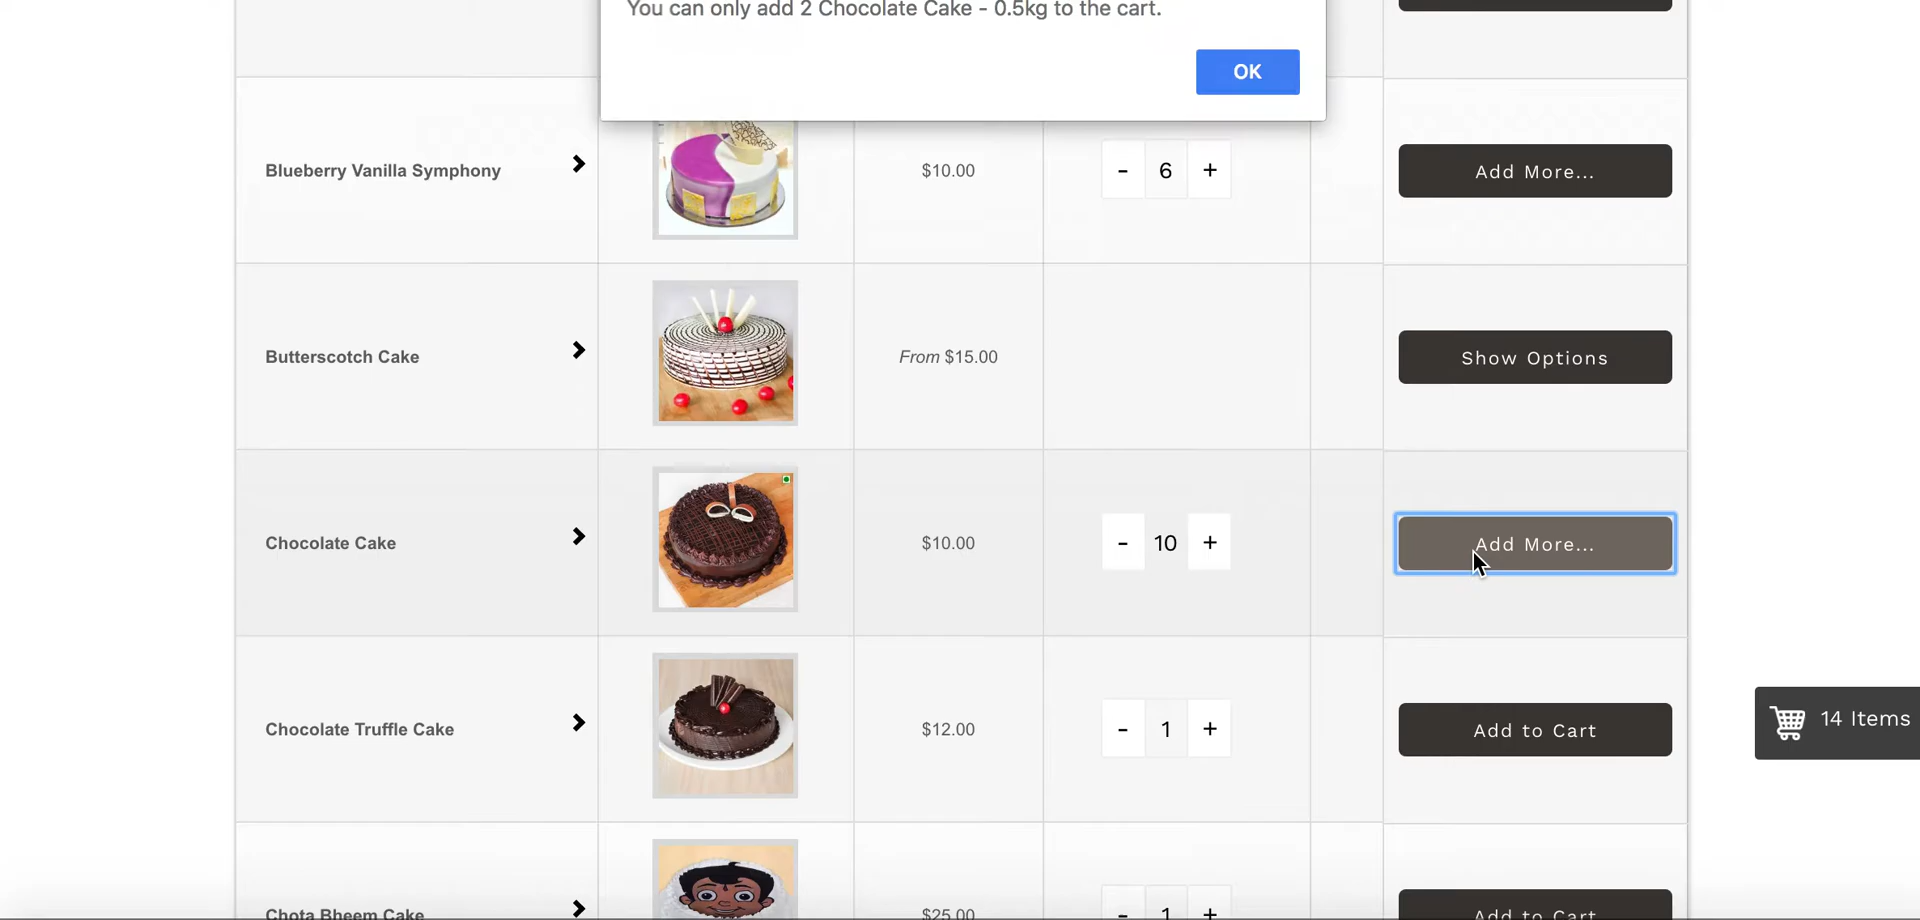 You can only add 2 Chocolate Cake - 0.5kg to the cart.
OK
Blueberry Vanilla Symphony $10.00 - 6 + Add More...
Butterscotch Cake From $15.00 Show Options
Chocolate Cake $10.00 - 10 + Add More...
Chocolate Truffle Cake $12.00 - 1 + Add to Cart
14 Items
Chota Bheem Cake $25.00 - 1 + Add to Cart